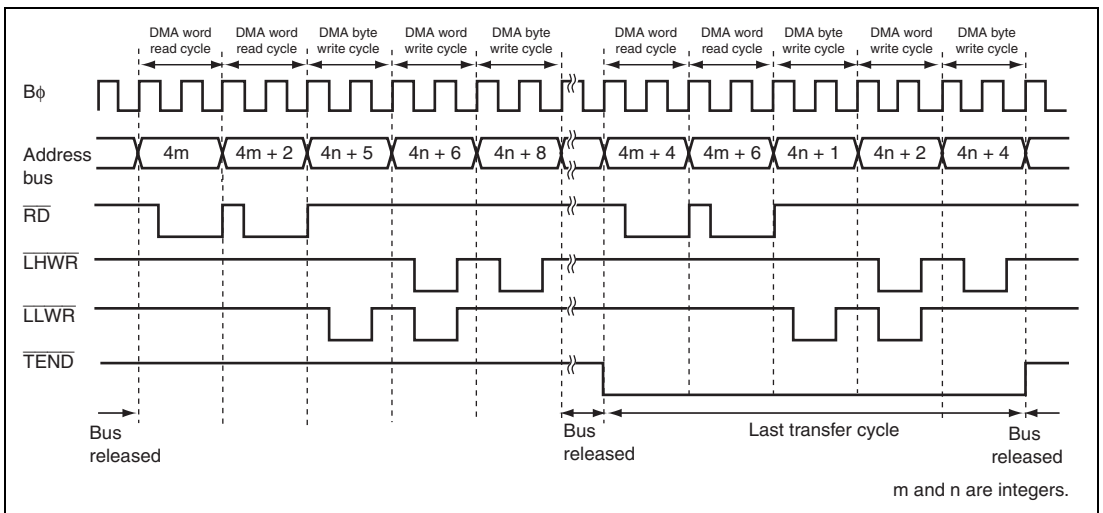 DMA word read cycle DMA word read cycle DMA byte write cycle DMA word write cycle DMA byte write cycle DMA word read cycle DMA word read cycle DMA byte write cycle DMA word write cycle DMA byte write cycle
Bϕ
Address bus 4m 4m + 2 4n + 5 4n + 6 4n + 8 4m + 4 4m + 6 4n + 1 4n + 2 4n + 4
RD
LHWR
LLWR
TEND
Bus released Bus released Last transfer cycle Bus released
m and n are integers.